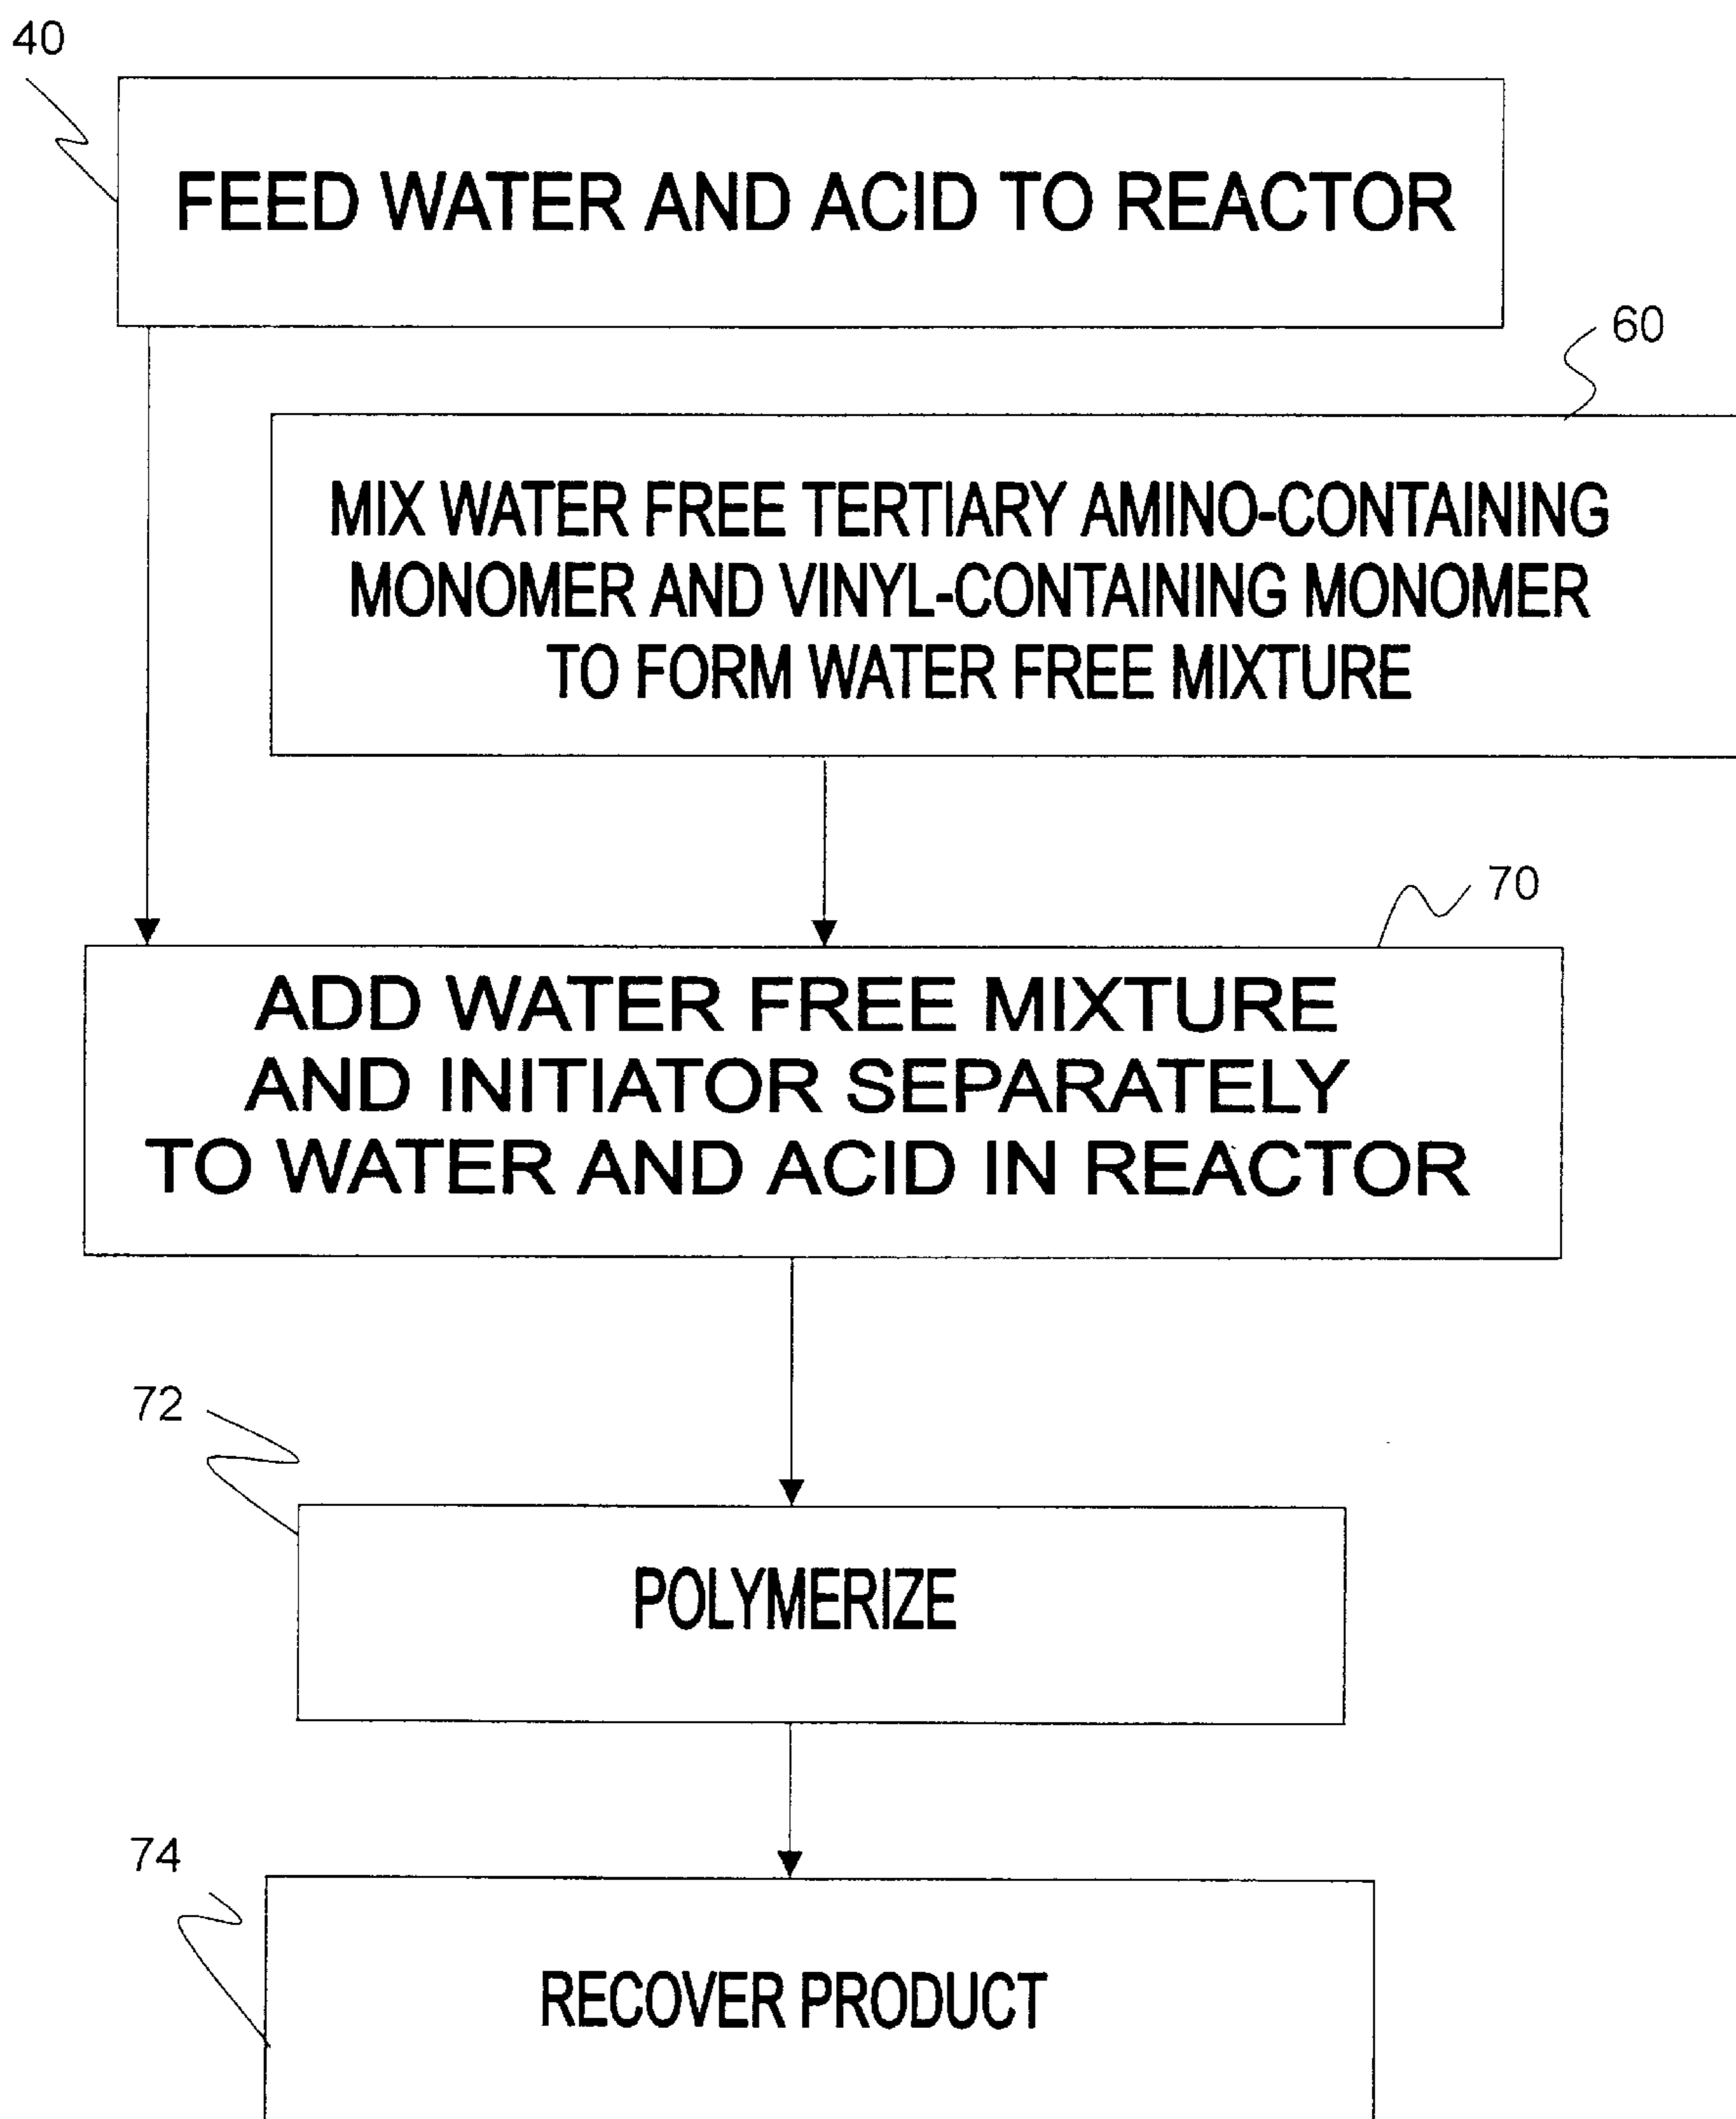 40
FEED WATER AND ACID TO REACTOR
60
MIX WATER FREE TERTIARY AMINO-CONTAINING
MONOMER AND VINYL-CONTAINING MONOMER
TO FORM WATER FREE MIXTURE
70
ADD WATER FREE MIXTURE
AND INITIATOR SEPARATELY
TO WATER AND ACID IN REACTOR
72
POLYMERIZE
74
RECOVER PRODUCT